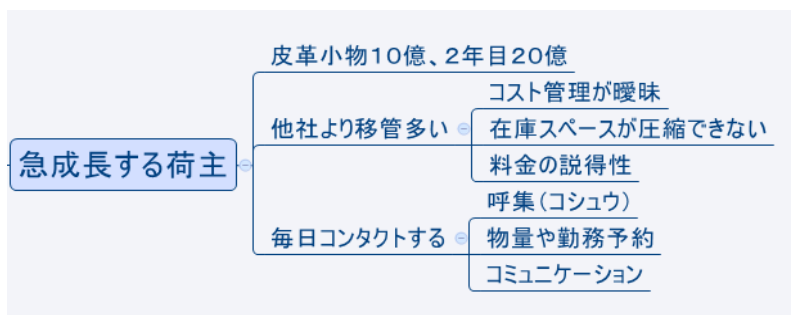 急成長する荷主
皮革小物10億、2年目20億
他社より移管多い
コスト管理が曖昧
在庫スペースが圧縮できない
料金の説得性
毎日コンタクトする
呼集(コシュウ)
物量や勤務予約
コミュニケーション